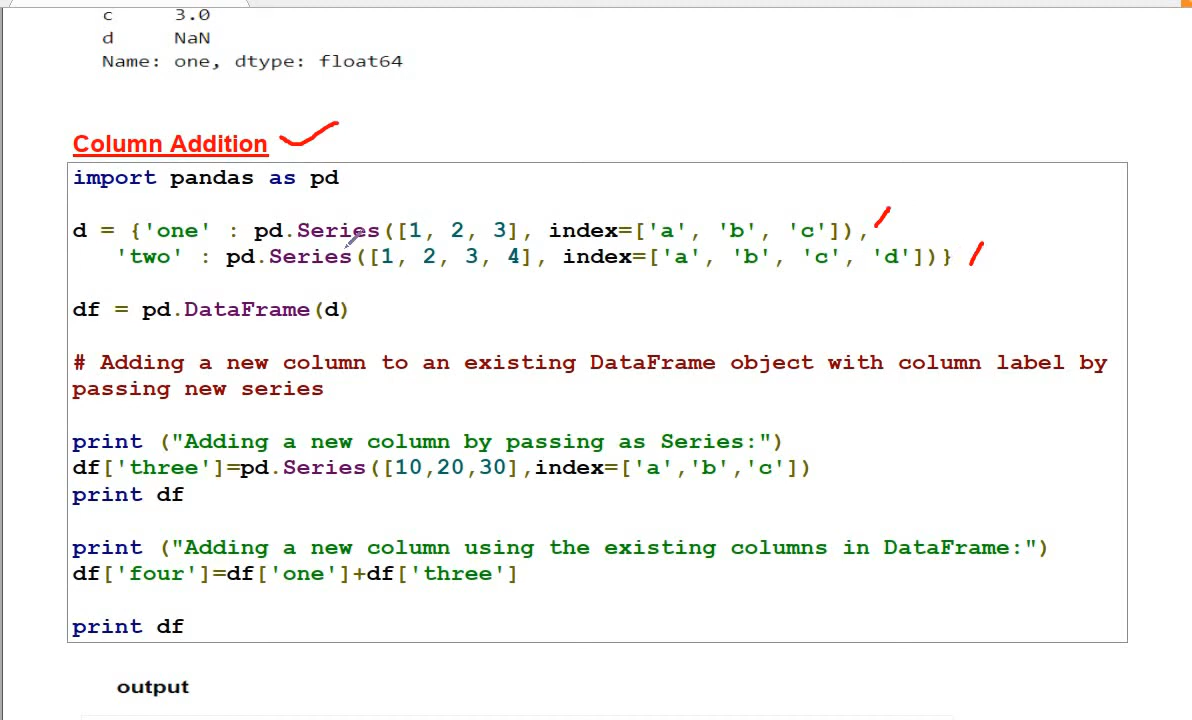 c      3.0
d      NaN
Name: one, dtype: float64
Column Addition
import pandas as pd
d = {'one' : pd.Series([1, 2, 3], index=['a', 'b', 'c']),
'two' : pd.Series([1, 2, 3, 4], index=['a', 'b', 'c', 'd'])}
df = pd.DataFrame(d)
# Adding a new column to an existing DataFrame object with column label by
passing new series
print ("Adding a new column by passing as Series:")
df['three']=pd.Series([10,20,30],index=['a','b','c'])
print df
print ("Adding a new column using the existing columns in DataFrame:")
df['four']=df['one']+df['three']
print df
output